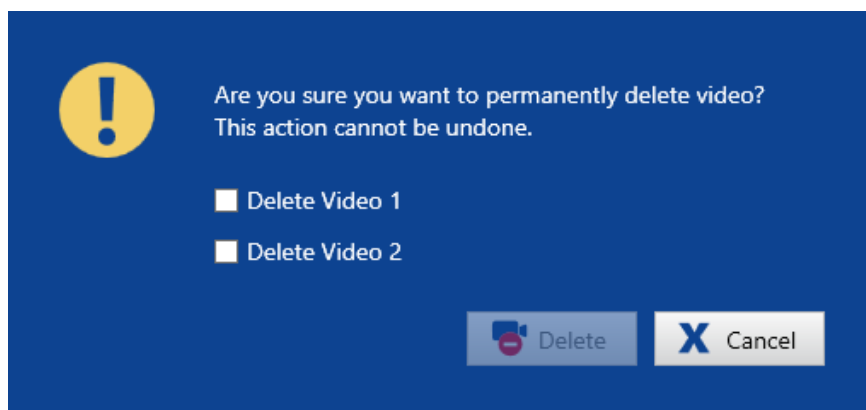 Are you sure you want to permanently delete video?
This action cannot be undone.
Delete Video 1
Delete Video 2
Delete
Cancel